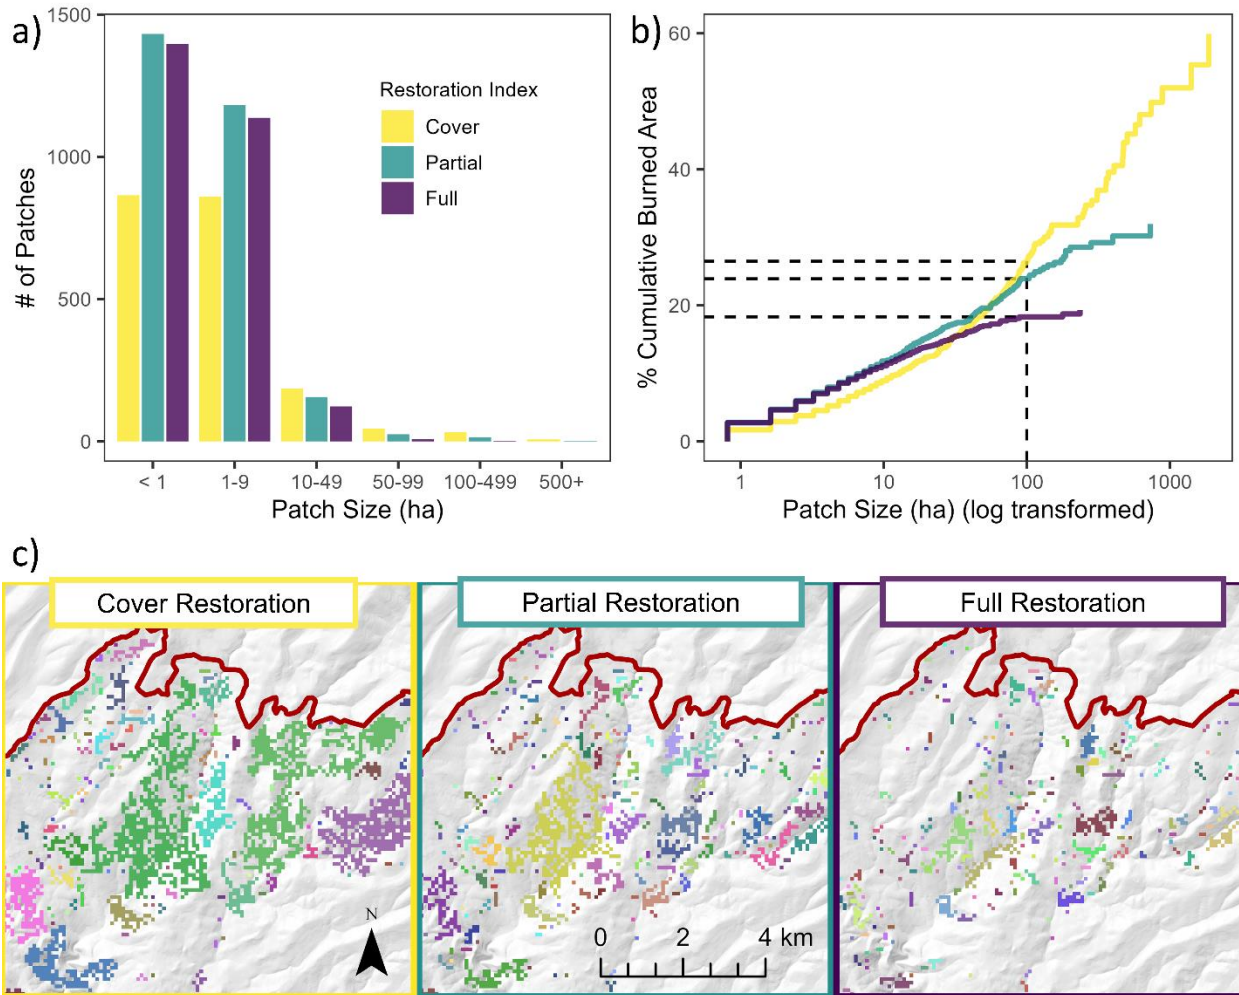 a)
1500
1000
500
0
# of Patches
Restoration Index
Cover
Partial
Full
< 1
1-9
10-49
50-99
100-499
500+
Patch Size (ha)
b)
60
40
20
0
% Cumulative Burned Area
1
10
100
1000
Patch Size (ha) (log transformed)
c)
Cover Restoration
Partial Restoration
Full Restoration
N
0 2 4 km